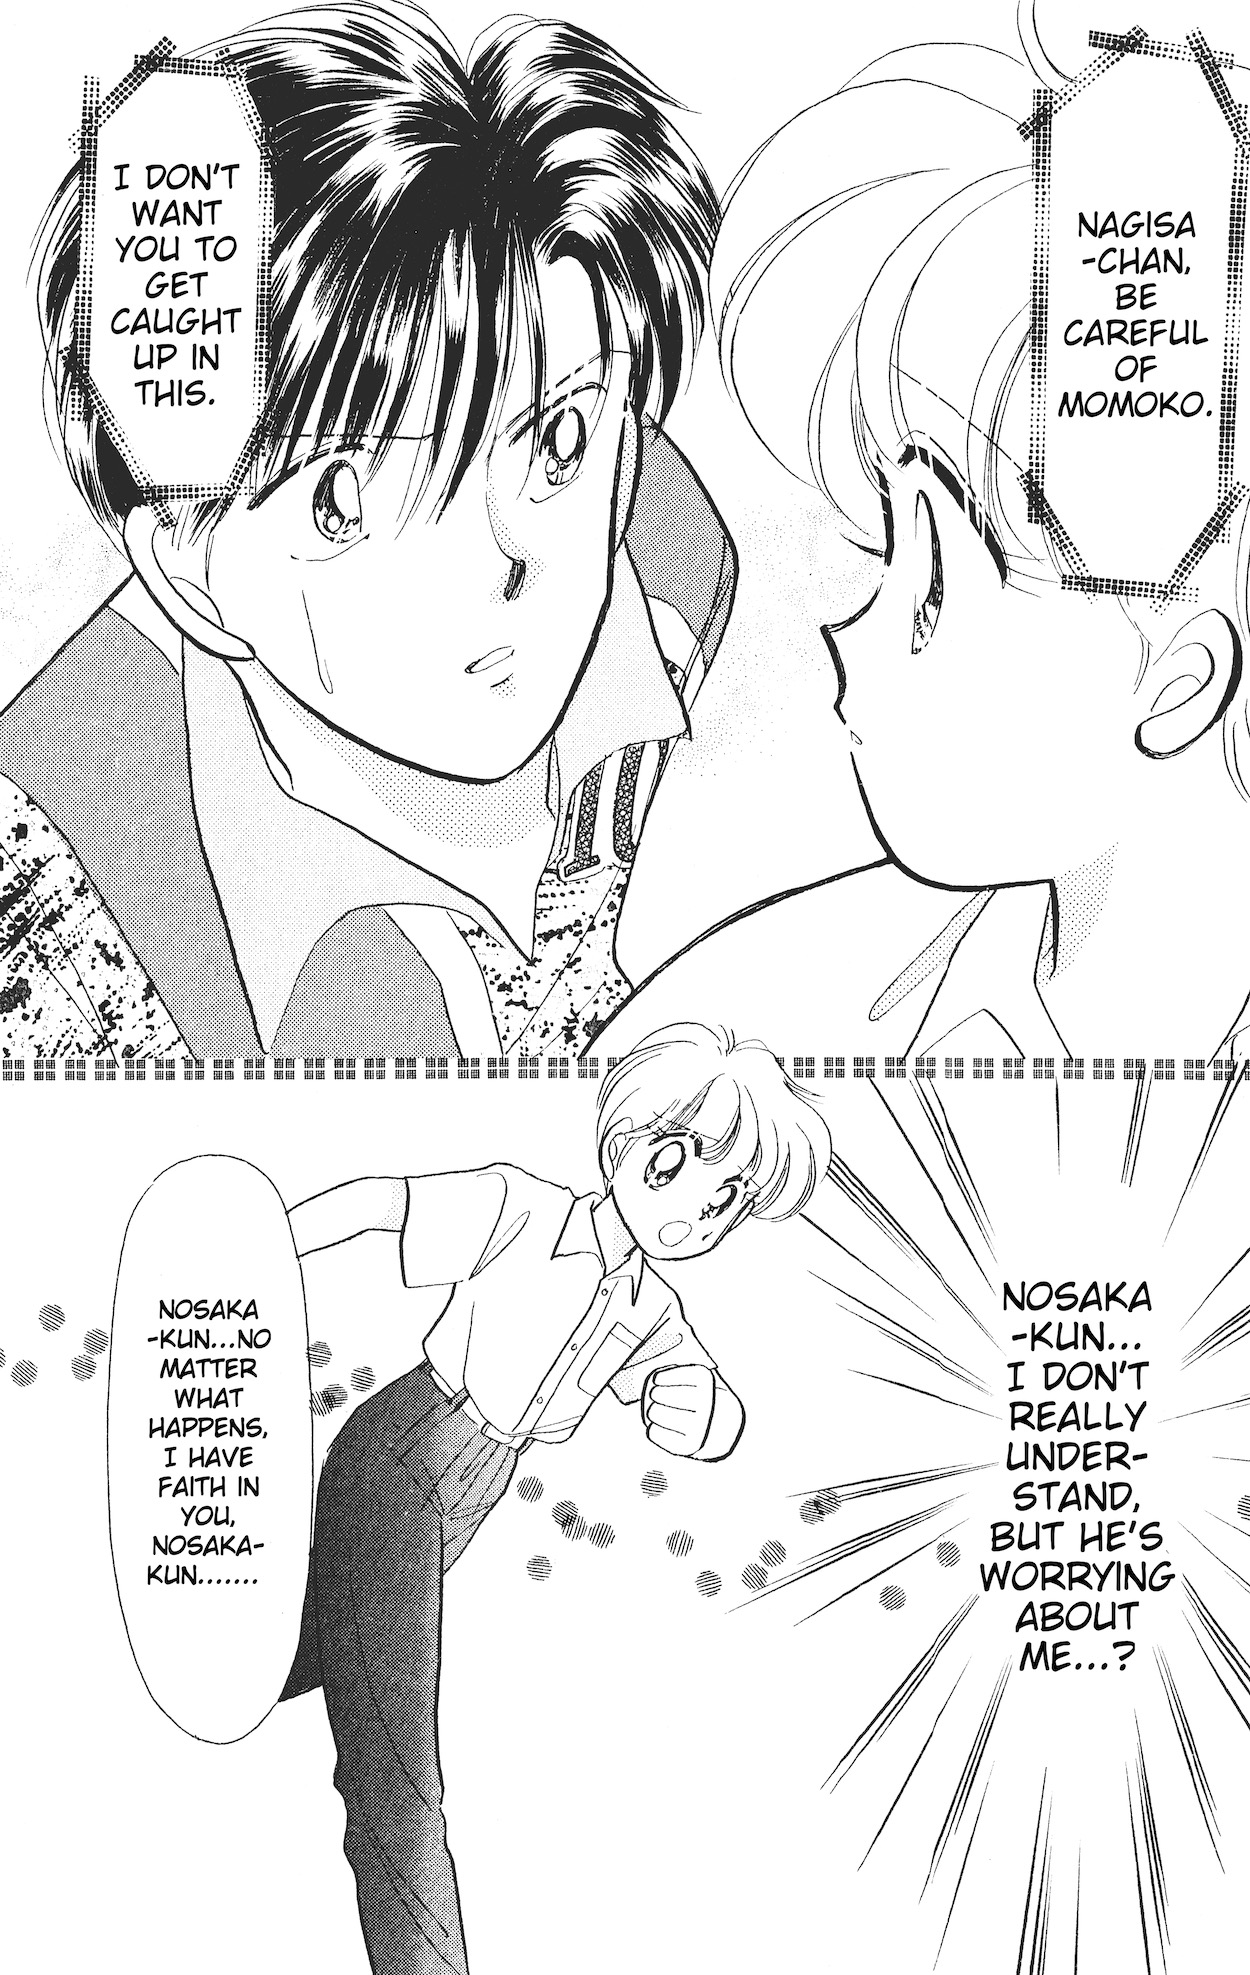 NAGISA
-CHAN,
BE
CAREFUL
OF
MOMOKO.
I DON'T
WANT
YOU TO
GET
CAUGHT
UP IN
THIS.
NOSAKA
-KUN...
I DON'T
REALLY
UNDER-
STAND,
BUT HE'S
WORRYING
ABOUT
ME...?
NOSAKA
-KUN...NO
MATTER
WHAT
HAPPENS,
I HAVE
FAITH IN
YOU,
NOSAKA-
KUN.......